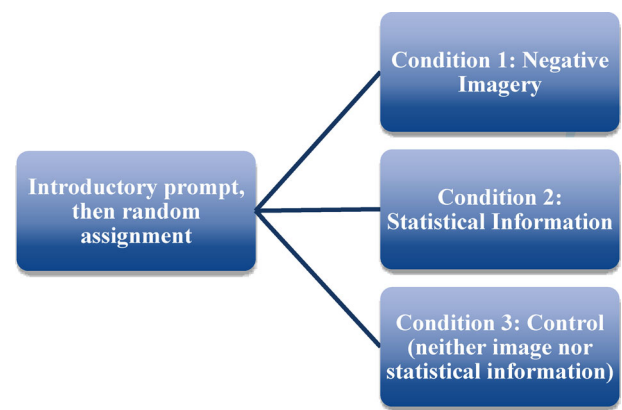 Condition 1: Negative
Imagery
Introductory prompt,
then random
assignment
Condition 2:
Statistical Information
Condition 3: Control
(neither image nor
statistical information)